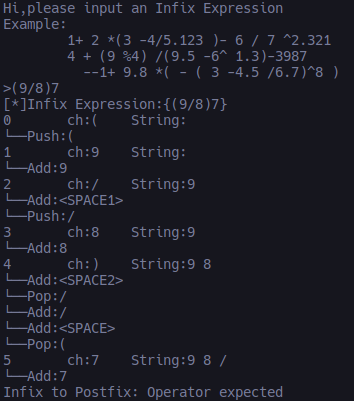 Hi,please input an Infix Expression
Example:
        1+ 2 *(3 -4/5.123 )- 6 / 7 ^2.321
        4 + (9 %4) /(9.5 -6^ 1.3)-3987
          --1+ 9.8 *( - ( 3 -4.5 /6.7)^8 )
>(9/8)7
[*]Infix Expression:{(9/8)7}
0       ch:(    String:
└──Push:(
1       ch:9    String:
└──Add:9
2       ch:/    String:9
└──Add:<SPACE1>
└──Push:/
3       ch:8    String:9
└──Add:8
4       ch:)    String:9 8
└──Add:<SPACE2>
└──Pop:/
└──Add:/
└──Add:<SPACE>
└──Pop:(
5       ch:7    String:9 8 /
└──Add:7
Infix to Postfix: Operator expected